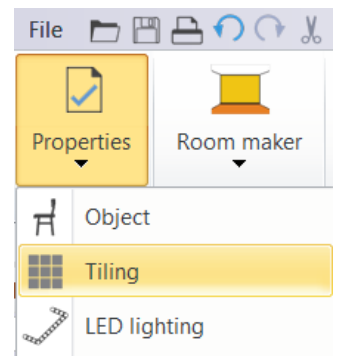 File
Properties Room maker
Object
Tiling
LED lighting